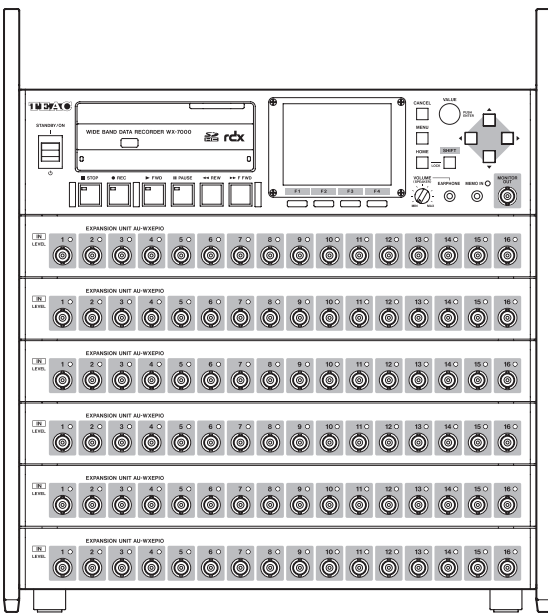 TEAC
STANDBY/ON
WIDE BAND DATA RECORDER WX-7000
rdx
CANCEL
VALUE
PUSH ENTER
MENU
HOME
SHIFT
LOCK
STOP
REC
FWD
PAUSE
REW
F FWD
F1
F2
F3
F4
VOLUME
(SPEAKER)
MIN
MAX
EARPHONE
MEMO IN
MONITOR OUT
EXPANSION UNIT AU-WXEPIO
IN
LEVEL
1 2 3 4 5 6 7 8 9 10 11 12 13 14 15 16
EXPANSION UNIT AU-WXEPIO
IN
LEVEL
1 2 3 4 5 6 7 8 9 10 11 12 13 14 15 16
EXPANSION UNIT AU-WXEPIO
IN
LEVEL
1 2 3 4 5 6 7 8 9 10 11 12 13 14 15 16
EXPANSION UNIT AU-WXEPIO
IN
LEVEL
1 2 3 4 5 6 7 8 9 10 11 12 13 14 15 16
EXPANSION UNIT AU-WXEPIO
IN
LEVEL
1 2 3 4 5 6 7 8 9 10 11 12 13 14 15 16
EXPANSION UNIT AU-WXEPIO
IN
LEVEL
1 2 3 4 5 6 7 8 9 10 11 12 13 14 15 16